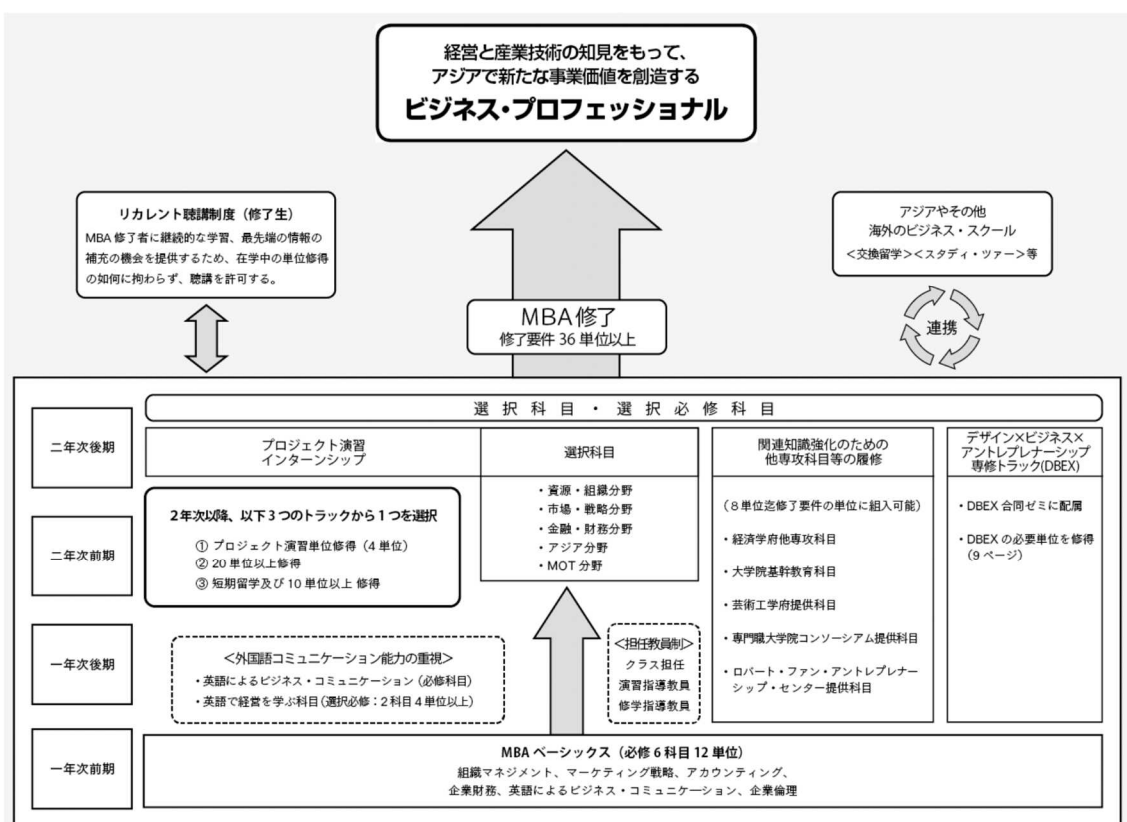 経営と産業技術の知見をもって、
アジアで新たな事業価値を創造する
ビジネス・プロフェッショナル
リカレント聴講制度（修了生）
MBA 修了者に継続的な学習、最先端の情報の
補充の機会を提供するため、在学中の単位修得
の如何に拘わらず、聴講を許可する。
アジアやその他
海外のビジネス・スクール
＜交換留学＞＜スタディ・ツァー＞等
連携
MBA 修了
修了要件 36 単位以上
選択科目・選択必修科目
二年次後期
プロジェクト演習
インターンシップ
選択科目
関連知識強化のための
他専攻科目等の履修
デザイン×ビジネス×
アントレプレナーシップ
専修トラック(DBEX)
二年次前期
2年次以降、以下3つのトラックから1つを選択
① プロジェクト演習単位修得（4 単位）
② 20 単位以上修得
③ 短期留学及び 10 単位以上 修得
・資源・組織分野
・市場・戦略分野
・金融・財務分野
・アジア分野
・MOT 分野
（8 単位迄修了要件の単位に組入可能）
・経済学府他専攻科目
・大学院基幹教育科目
・芸術工学府提供科目
・専門職大学院コンソーシアム提供科目
・ロバート・ファン・アントレプレナー
シップ・センター提供科目
・DBEX 合同ゼミに配属
・DBEX の必要単位を修得
（9 ページ）
一年次後期
＜外国語コミュニケーション能力の重視＞
・英語によるビジネス・コミュニケーション（必修科目）
・英語で経営を学ぶ科目（選択必修：2 科目 4 単位以上）
＜担任教員制＞
クラス担任
演習指導教員
修学指導教員
一年次前期
MBA ベーシックス（必修 6 科目 12 単位）
組織マネジメント、マーケティング戦略、アカウンティング、
企業財務、英語によるビジネス・コミュニケーション、企業倫理